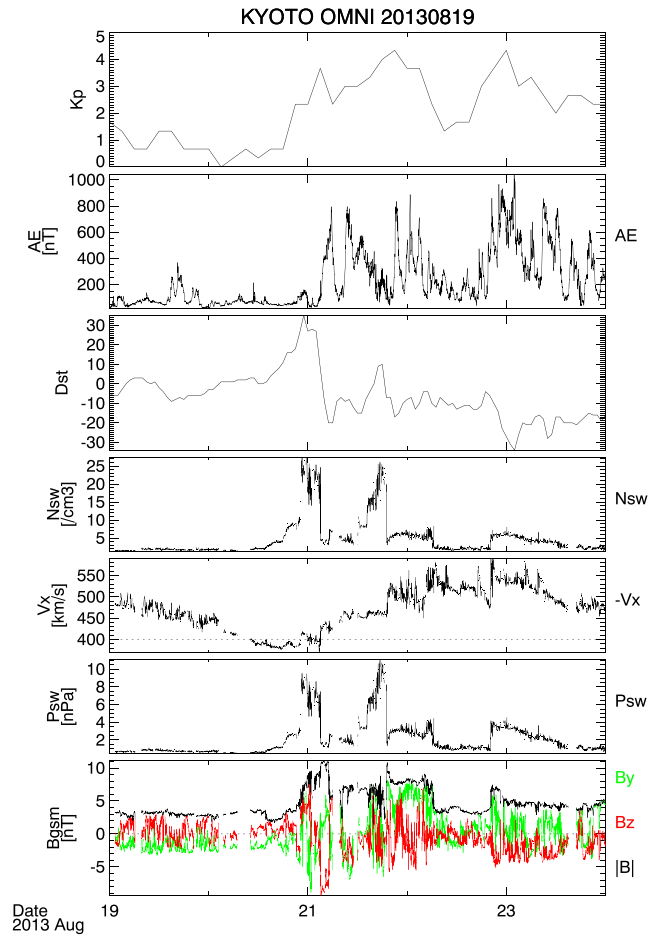 KYOTO OMNI 20130819
5
4
3
2
1
0
Kp
1000
800
600
400
200
AE
[nT]
AE
30
20
10
0
-10
-20
-30
Dst
25
20
15
10
5
Nsw
[/cm3]
Nsw
550
500
450
400
Vx
[km/s]
-Vx
10
8
6
4
2
Psw
[nPa]
Psw
10
5
0
-5
Bgsm
[nT]
By
Bz
|B|
19 21 23
Date
2013 Aug